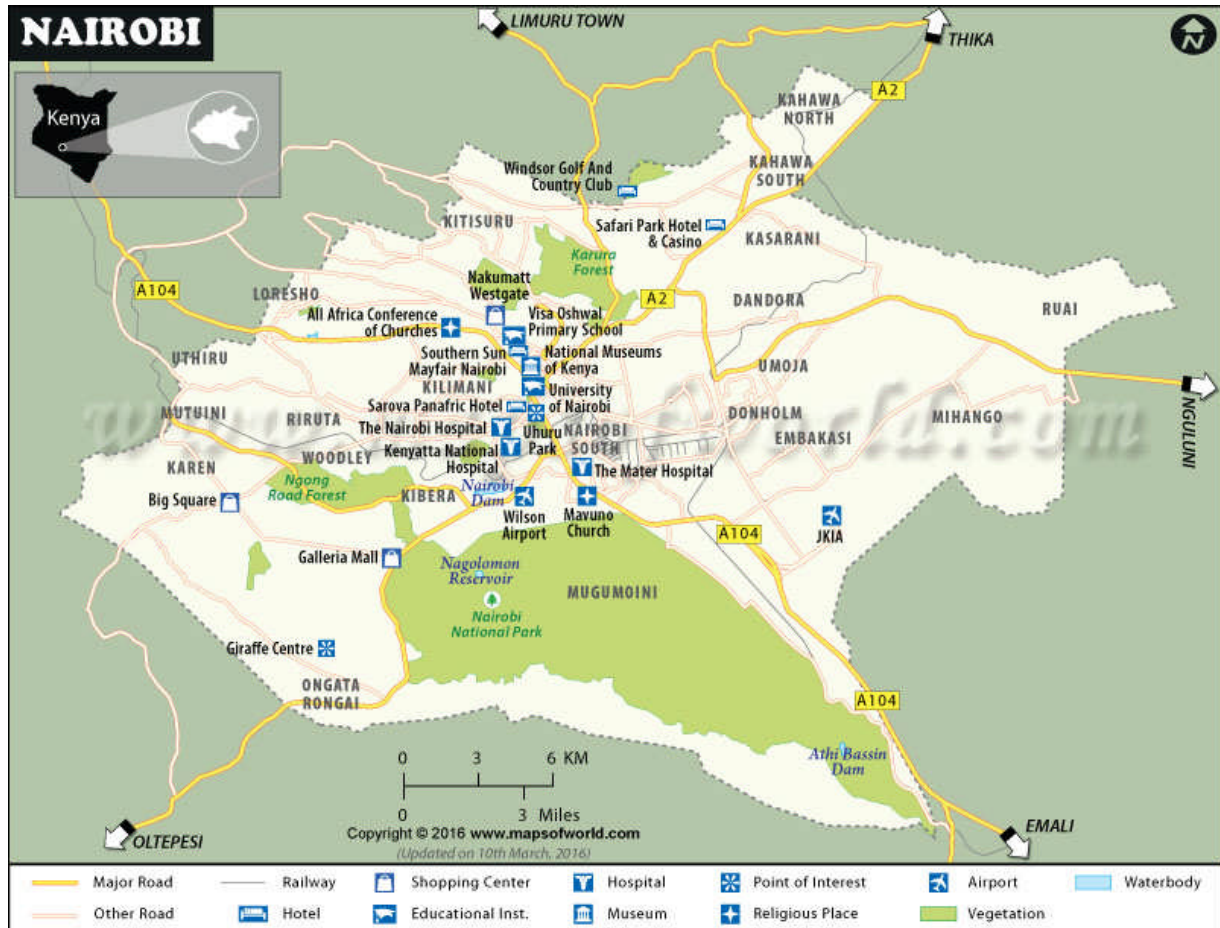 NAIROBI
LIMURU TOWN
THIKA
N
Kenya
A2
KAHAWA
NORTH
KAHAWA
SOUTH
Windsor Golf And
Country Club
KITISURU
Safari Park Hotel
& Casino
KASARANI
Karura
Forest
Nakumatt
Westgate
A104
LORESHO
A2
DANDORA
RUAI
All Africa Conference
of Churches
Visa Oshwal
Primary School
UTHIRU
Southern Sun
Mayfair Nairobi
National Museums
of Kenya
UMOJA
KILIMANI
University
of Nairobi
NGULUNI
MUTUINI
RIRUTA
Sarova Panafric Hotel
DONHOLM
MIHANGO
The Nairobi Hospital
Uhuru
Park
NAIROBI
SOUTH
EMBAKASI
KAREN
WOODLEY
Kenyatta National
Hospital
The Mater Hospital
Big Square
Ngong
Road Forest
KIBERA
Nairobi
Dam
Wilson
Airport
Mavuno
Church
A104
JKIA
Galleria Mall
Nagolomon
Reservoir
MUGUMOINI
Nairobi
National Park
Giraffe Centre
ONGATA
RONGAI
A104
Athi Bassin
Dam
0 3 6 KM
0 3 Miles
OLTEPESI
EMALI
Copyright © 2016 www.mapsofworld.com
(Updated on 10th March, 2016)
Major Road
Railway
Shopping Center
Hospital
Point of Interest
Airport
Waterbody
Other Road
Hotel
Educational Inst.
Museum
Religious Place
Vegetation